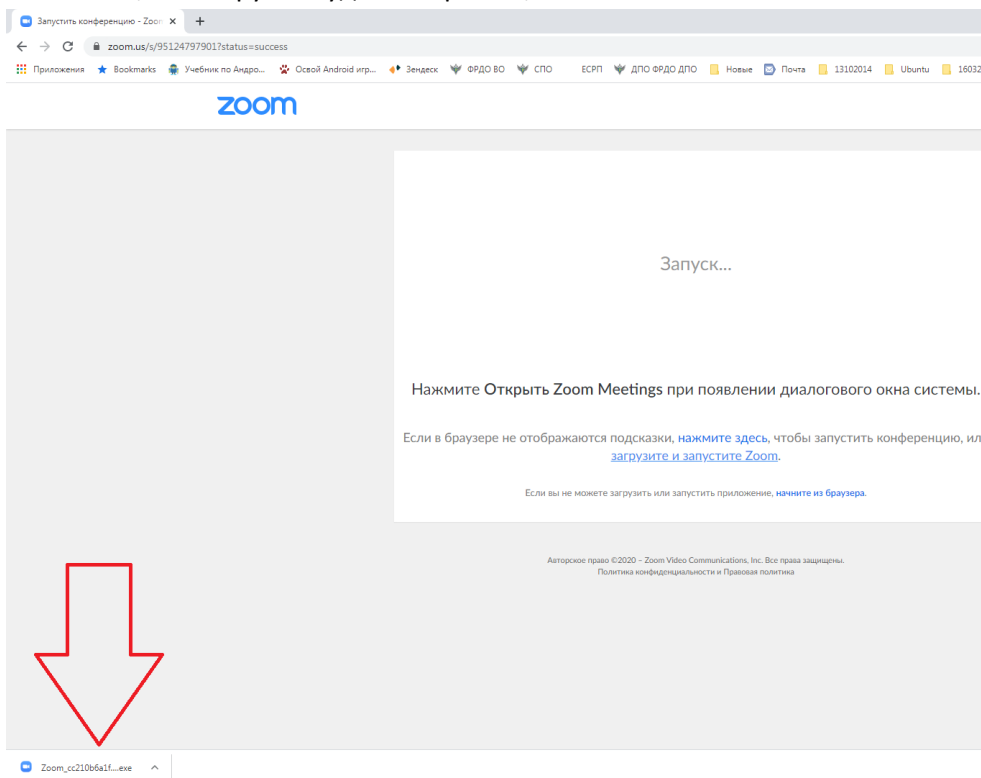 Запустить конференцию - Zoom
zoom.us/s/95124797901?status=success
Приложения Bookmarks Учебник по Андро... Освой Android игр... Зендеск ФРДО ВО СПО ЕСРП ДПО ФРДО ДПО Новые Почта 13102014 Ubuntu 16032
zoom
Запуск...
Нажмите Открыть Zoom Meetings при появлении диалогового окна системы.
Если в браузере не отображаются подсказки, нажмите здесь, чтобы запустить конференцию, ил
загрузите и запустите Zoom.
Если вы не можете загрузить или запустить приложение, начните из браузера.
Авторское право ©2020 – Zoom Video Communications, Inc. Все права защищены.
Политика конфиденциальности и Правовая политика
Zoom_cc210b6a1f....exe